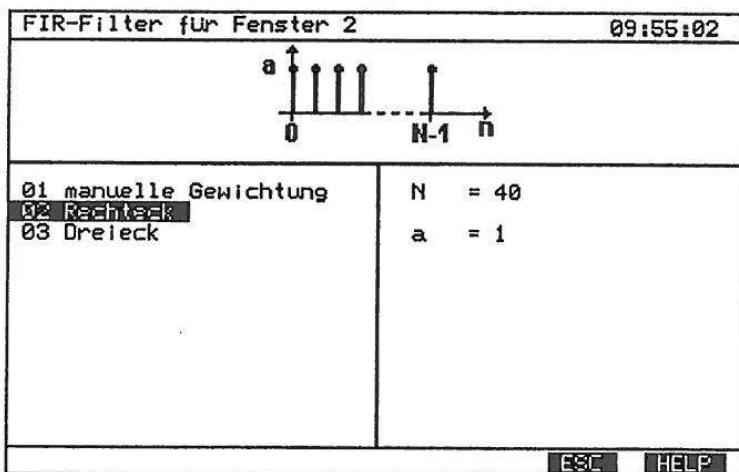 FIR-Filter für Fenster 2 09:55:02
a
0 N-1 n
01 manuelle Gewichtung
02 Rechteck
03 Dreieck
N = 40
a = 1
ESC HELP